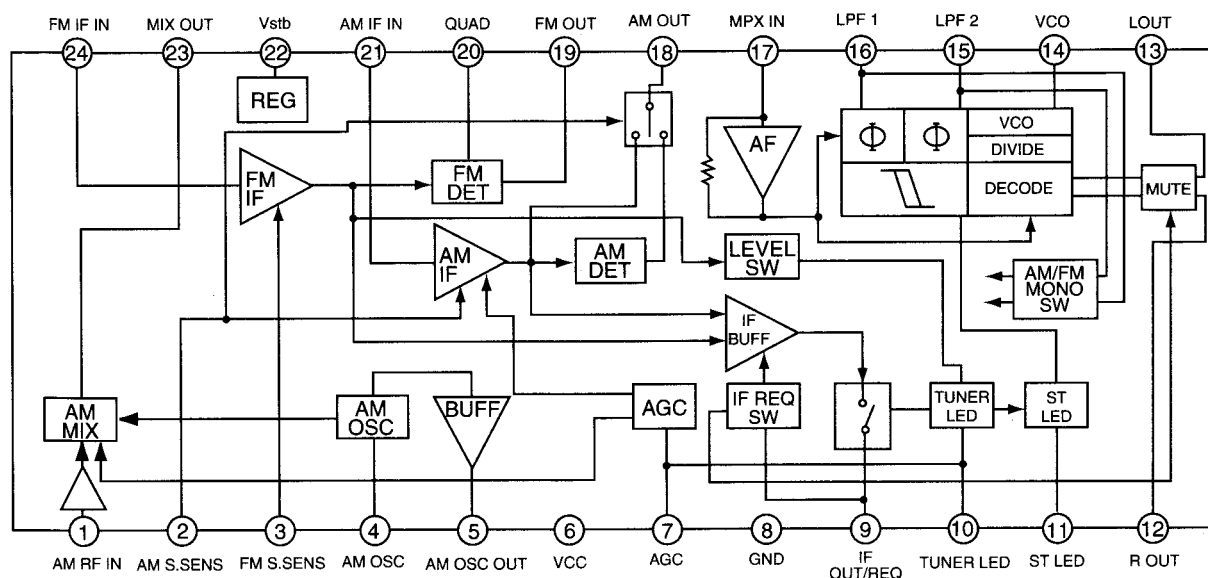 FM IF IN
MIX OUT
Vstb
AM IF IN
QUAD
FM OUT
AM OUT
MPX IN
LPF 1
LPF 2
VCO
LOUT
24
23
22
21
20
19
18
17
16
15
14
13
REG
FM
IF
FM
DET
AF
Φ
Φ
VCO
DIVIDE
DECODE
MUTE
AM
IF
AM
DET
LEVEL
SW
AM/FM
MONO
SW
IF
BUFF
AM
MIX
AM
OSC
BUFF
AGC
IF REQ
SW
TUNER
LED
ST
LED
1
2
3
4
5
6
7
8
9
10
11
12
AM RF IN
AM S.SENS
FM S.SENS
AM OSC
AM OSC OUT
VCC
AGC
GND
IF
OUT/REQ
TUNER LED
ST LED
R OUT